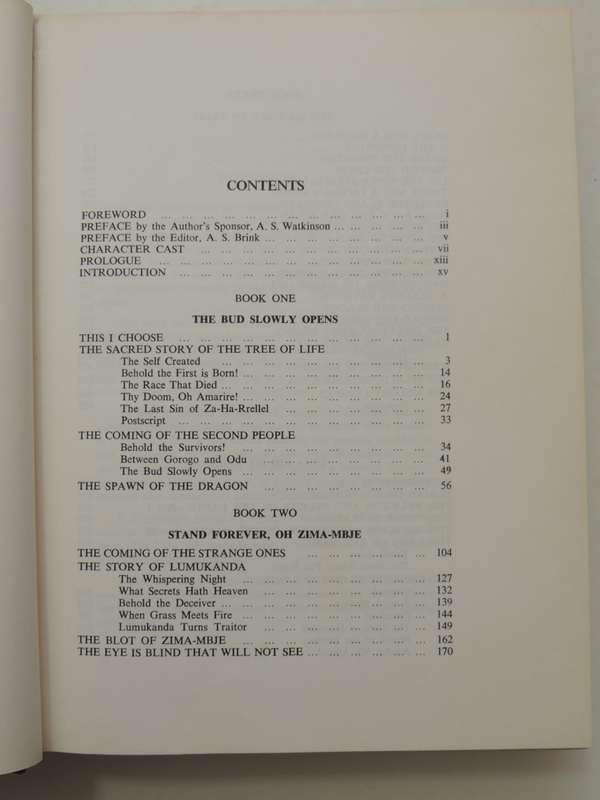 CONTENTS
FOREWORD ... ... ... ... ... ... ... ... ... ... ... ... ... i
PREFACE by the Author's Sponsor, A. S. Watkinson ... ... ... ... ... iii
PREFACE by the Editor, A. S. Brink ... ... ... ... ... ... ... ... v
CHARACTER CAST ... ... ... ... ... ... ... ... ... ... ... vii
PROLOGUE ... ... ... ... ... ... ... ... ... ... ... ... ... xiii
INTRODUCTION ... ... ... ... ... ... ... ... ... ... ... ... xv
BOOK ONE
THE BUD SLOWLY OPENS
THIS I CHOOSE ... ... ... ... ... ... ... ... ... ... ... ... 1
THE SACRED STORY OF THE TREE OF LIFE
The Self Created ... ... ... ... ... ... ... ... ... ... 3
Behold the First is Born! ... ... ... ... ... ... ... ... ... 14
The Race That Died ... ... ... ... ... ... ... ... ... ... 16
Thy Doom, Oh Amarire! ... ... ... ... ... ... ... ... ... 24
The Last Sin of Za-Ha-Rrellel ... ... ... ... ... ... ... 27
Postscript ... ... ... ... ... ... ... ... ... ... ... ... 33
THE COMING OF THE SECOND PEOPLE
Behold the Survivors! ... ... ... ... ... ... ... ... ... 34
Between Gorogo and Odu ... ... ... ... ... ... ... ... 41
The Bud Slowly Opens ... ... ... ... ... ... ... ... ... 49
THE SPAWN OF THE DRAGON ... ... ... ... ... ... ... ... 56
BOOK TWO
STAND FOREVER, OH ZIMA-MBJE
THE COMING OF THE STRANGE ONES ... ... ... ... ... ... 104
THE STORY OF LUMUKANDA
The Whispering Night ... ... ... ... ... ... ... ... ... 127
What Secrets Hath Heaven ... ... ... ... ... ... ... ... 132
Behold the Deceiver ... ... ... ... ... ... ... ... ... ... 139
When Grass Meets Fire ... ... ... ... ... ... ... ... ... 144
Lumukanda Turns Traitor ... ... ... ... ... ... ... ... 149
THE BLOT OF ZIMA-MBJE ... ... ... ... ... ... ... ... ... 162
THE EYE IS BLIND THAT WILL NOT SEE ... ... ... ... ... ... 170